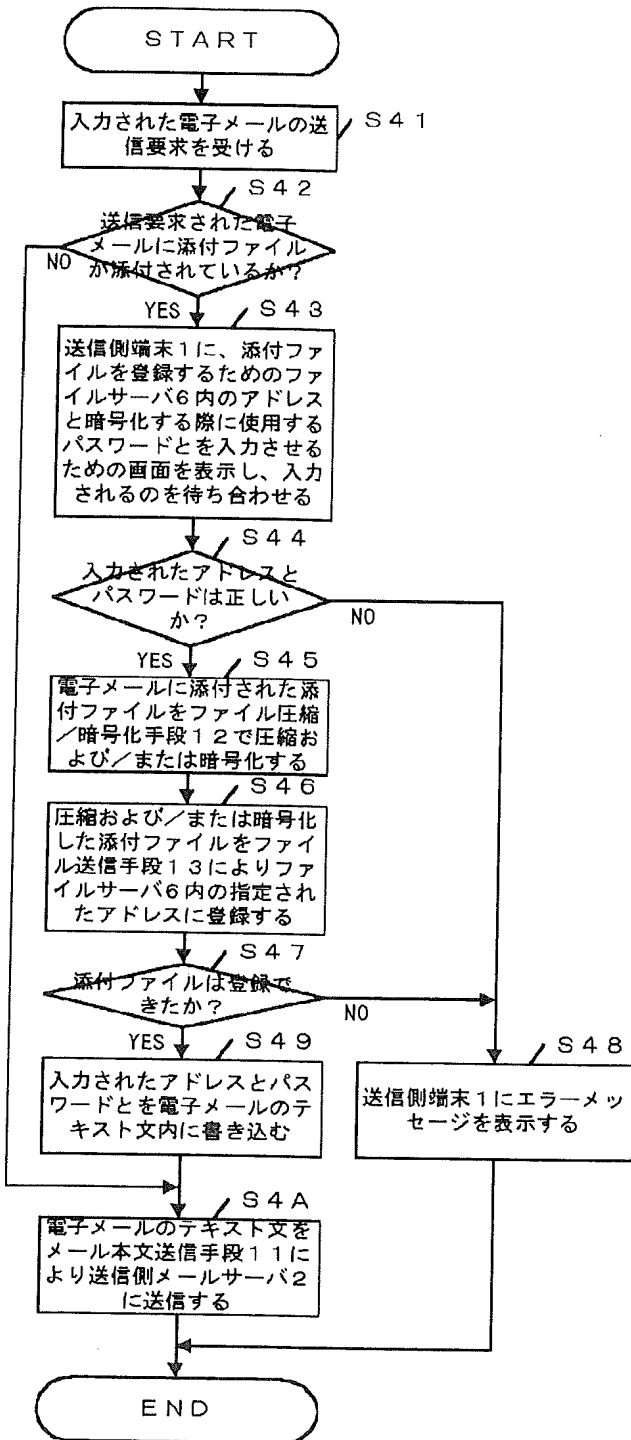 START
S41
入力された電子メールの送
信要求を受ける
S42
送信要求された電子
メールに添付ファイル
が添付されているか？
NO
YES
S43
送信側端末1に、添付ファ
イルを登録するためのファ
イルサーバ6内のアドレス
と暗号化する際に使用する
パスワードとを入力させる
ための画面を表示し、入力
されるのを待ち合わせる
S44
入力されたアドレスと
パスワードは正しい
か？
NO
YES
S45
電子メールに添付された添
付ファイルをファイル圧縮
／暗号化手段12で圧縮お
よび／または暗号化する
S46
圧縮および／または暗号化
した添付ファイルをファイ
ル送信手段13によりファ
イルサーバ6内の指定され
たアドレスに登録する
S47
添付ファイルは登録で
きたか？
NO
YES
S49
入力されたアドレスとパス
ワードとを電子メールのテ
キスト文内に書き込む
S48
送信側端末1にエラーメッ
セージを表示する
S4A
電子メールのテキスト文を
メール本文送信手段11に
より送信側メールサーバ2
に送信する
END